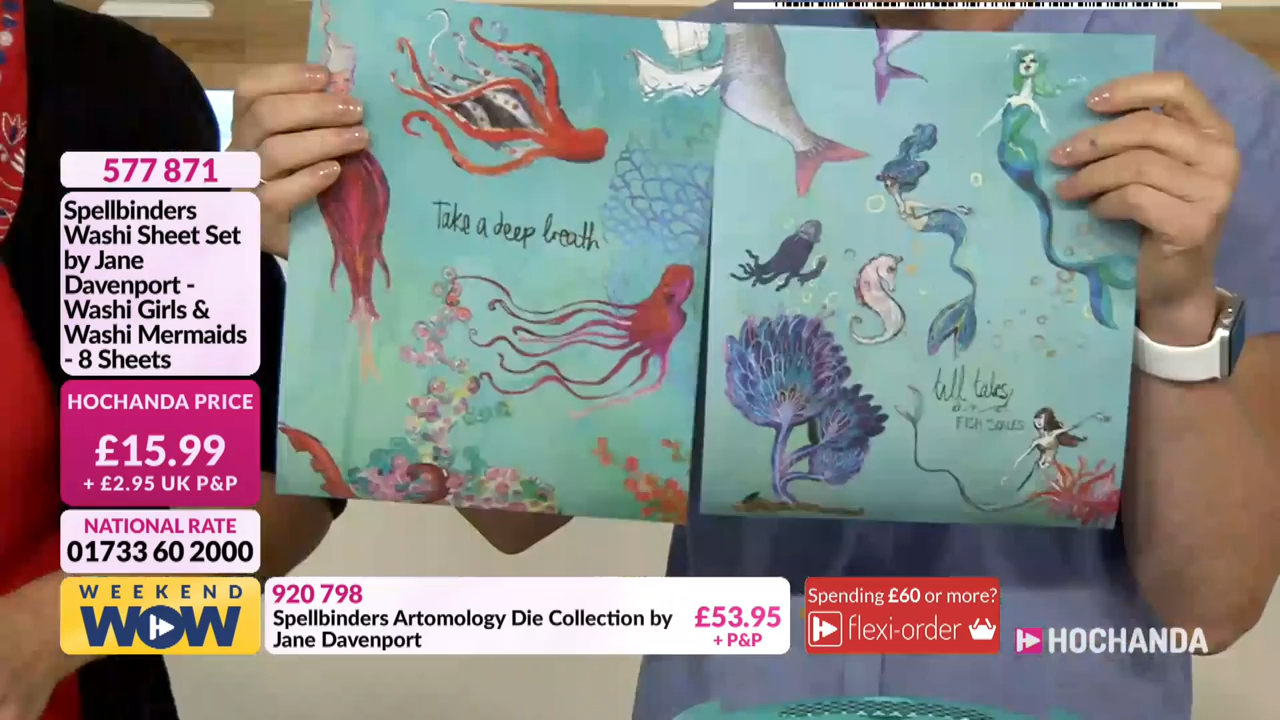 577 871
Spellbinders
Washi Sheet Set
by Jane
Davenport -
Washi Girls &
Washi Mermaids
- 8 Sheets
HOCHANDA PRICE
£15.99
+ £2.95 UK P&P
NATIONAL RATE
01733 60 2000
WEEKEND
WOW
920 798
Spellbinders Artomology Die Collection by
Jane Davenport
£53.95
+ P&P
Spending £60 or more?
flexi-order
HOCHANDA
Take a deep breath
tall tales
FISH SCALES